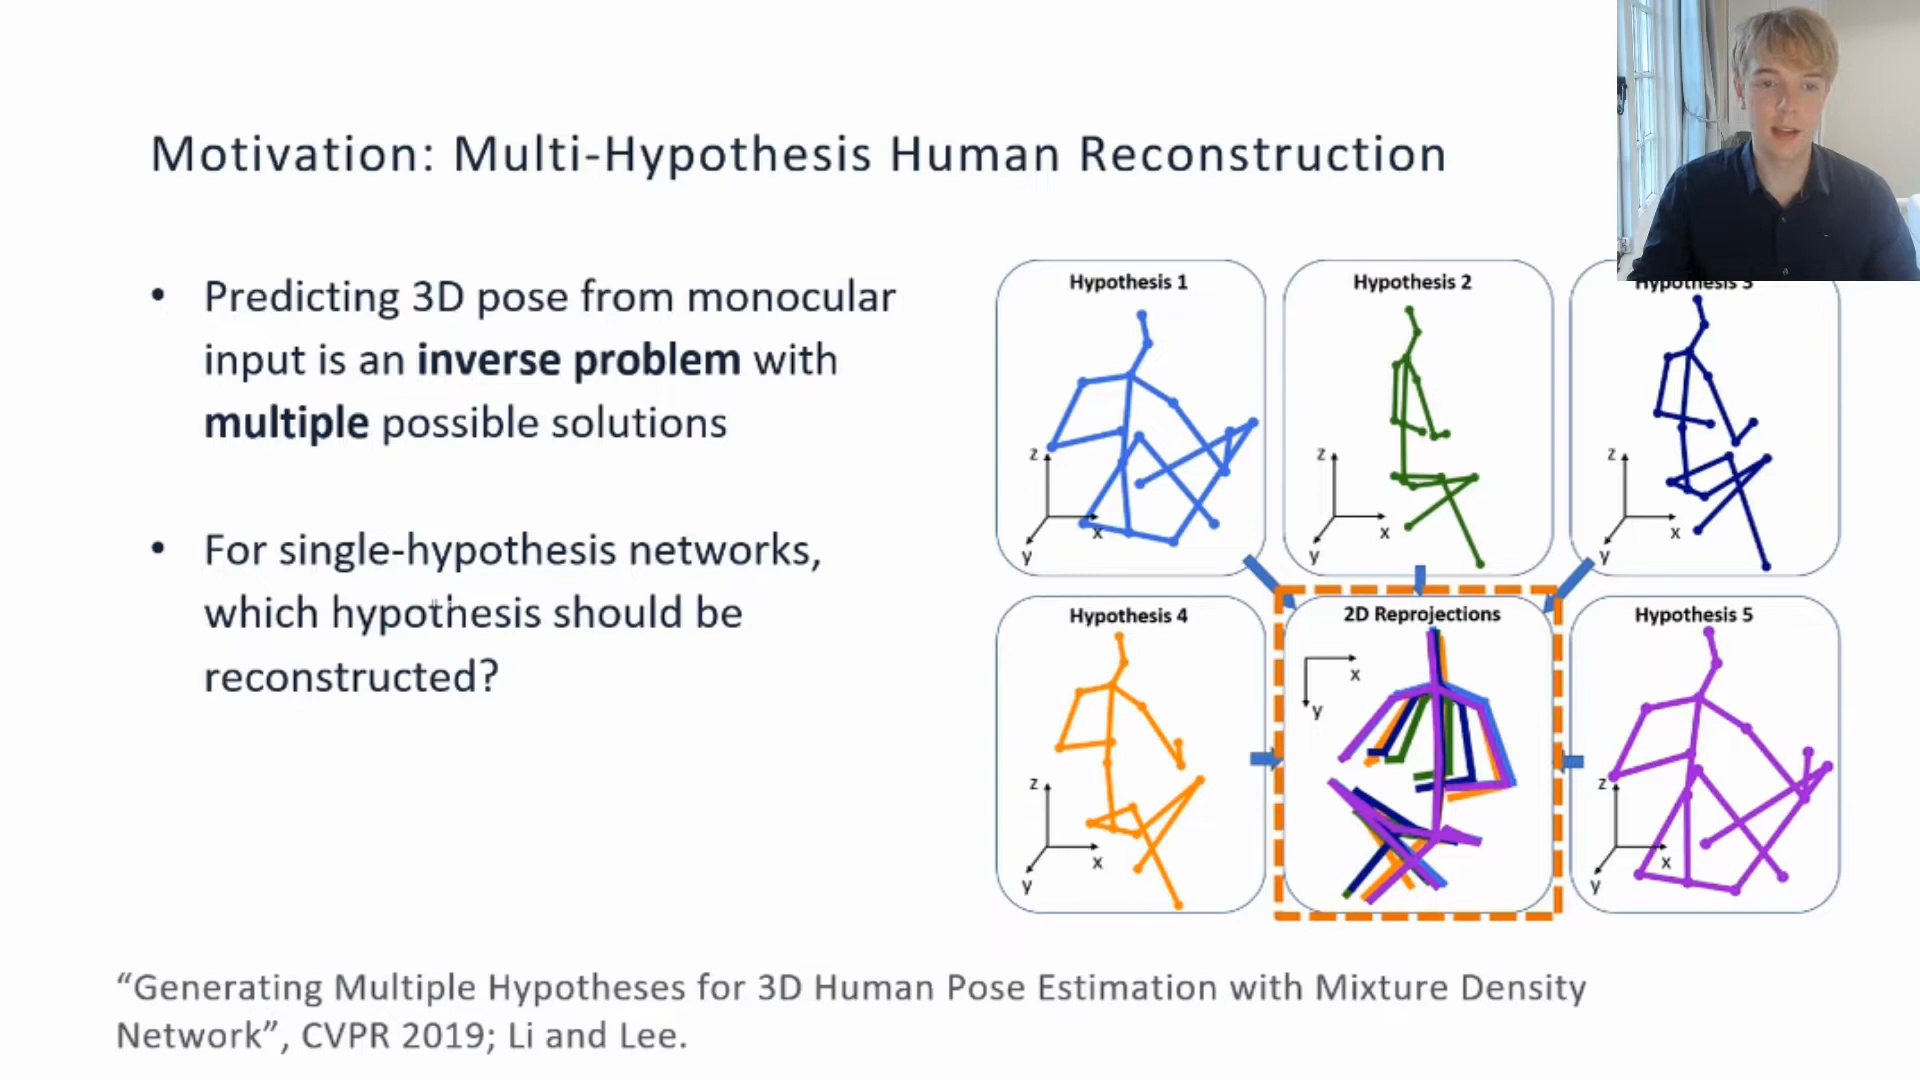 Motivation: Multi-Hypothesis Human Reconstruction
• Predicting 3D pose from monocular
input is an inverse problem with
multiple possible solutions
• For single-hypothesis networks,
which hypothesis should be
reconstructed?
Hypothesis 1
z
x
y
Hypothesis 2
z
x
y
Hypothesis 3
z
x
y
Hypothesis 4
z
x
y
2D Reprojections
x
y
Hypothesis 5
z
x
y
“Generating Multiple Hypotheses for 3D Human Pose Estimation with Mixture Density
Network”, CVPR 2019; Li and Lee.